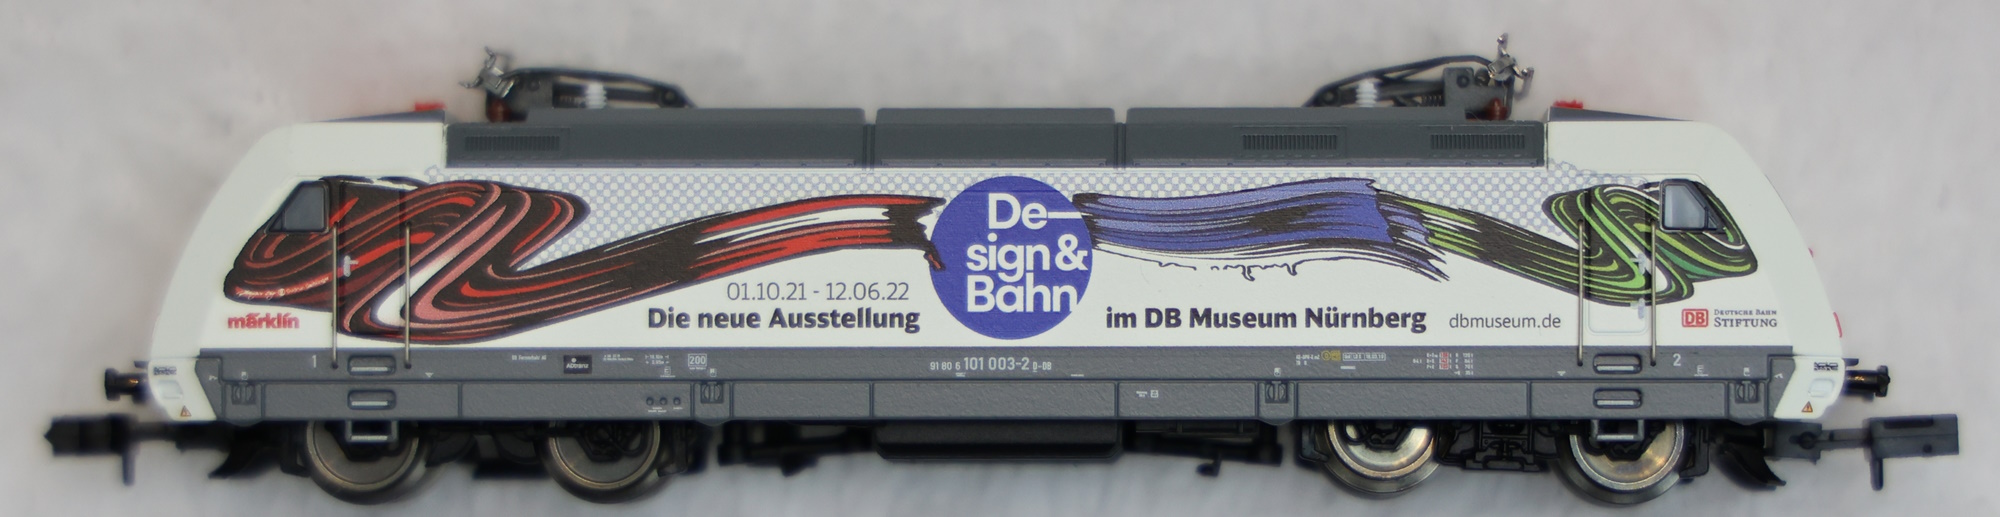 De—
sign &
Bahn
01.10.21 - 12.06.22
Die neue Ausstellung
im DB Museum Nürnberg
dbmuseum.de
märklin
DB
DEUTSCHE BAHN
STIFTUNG
1
200
91 80 6 101 003-2 D-DB
2